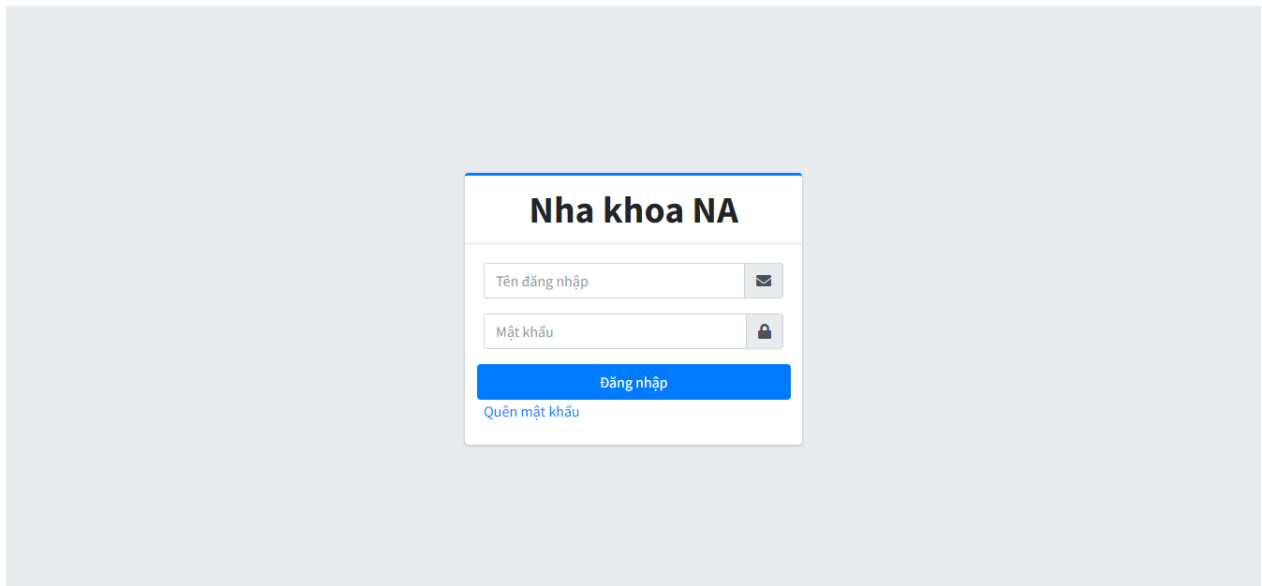 Nha khoa NA
Tên đăng nhập
Mật khẩu
Đăng nhập
Quên mật khẩu